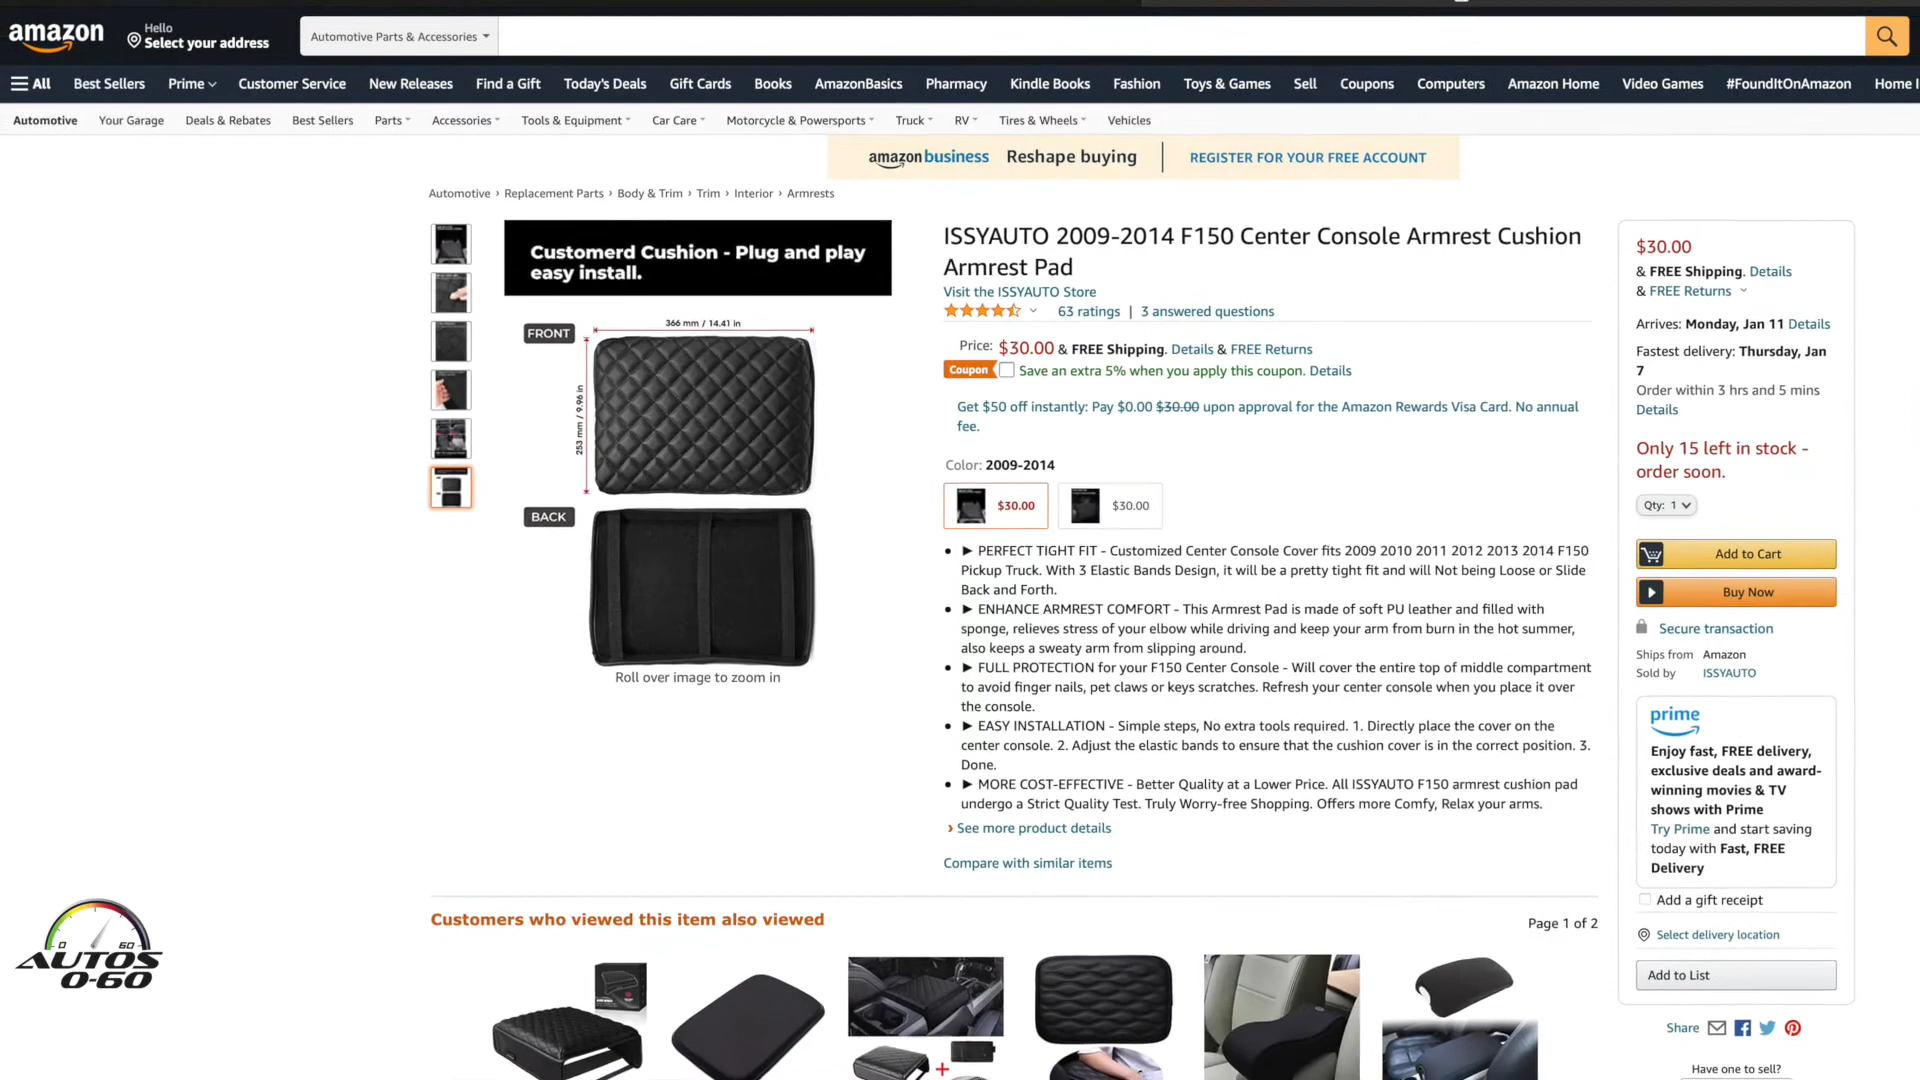 amazon
Hello
Select your address
Automotive Parts & Accessories
All
Best Sellers
Prime
Customer Service
New Releases
Find a Gift
Today's Deals
Gift Cards
Books
AmazonBasics
Pharmacy
Kindle Books
Fashion
Toys & Games
Sell
Coupons
Computers
Amazon Home
Video Games
#FoundItOnAmazon
Home I
Automotive
Your Garage
Deals & Rebates
Best Sellers
Parts
Accessories
Tools & Equipment
Car Care
Motorcycle & Powersports
Truck
RV
Tires & Wheels
Vehicles
amazon business Reshape buying
REGISTER FOR YOUR FREE ACCOUNT
Automotive › Replacement Parts › Body & Trim › Trim › Interior › Armrests
Customerd Cushion - Plug and play
easy install.
FRONT
366 mm / 14.41 in
253 mm / 9.96 in
BACK
Roll over image to zoom in
ISSYAUTO 2009-2014 F150 Center Console Armrest Cushion
Armrest Pad
Visit the ISSYAUTO Store
63 ratings | 3 answered questions
Price: $30.00 & FREE Shipping. Details & FREE Returns
Coupon Save an extra 5% when you apply this coupon. Details
Get $50 off instantly: Pay $0.00 $30.00 upon approval for the Amazon Rewards Visa Card. No annual
fee.
Color: 2009-2014
$30.00
$30.00
• ► PERFECT TIGHT FIT - Customized Center Console Cover fits 2009 2010 2011 2012 2013 2014 F150
Pickup Truck. With 3 Elastic Bands Design, it will be a pretty tight fit and will Not being Loose or Slide
Back and Forth.
• ► ENHANCE ARMREST COMFORT - This Armrest Pad is made of soft PU leather and filled with
sponge, relieves stress of your elbow while driving and keep your arm from burn in the hot summer,
also keeps a sweaty arm from slipping around.
• ► FULL PROTECTION for your F150 Center Console - Will cover the entire top of middle compartment
to avoid finger nails, pet claws or keys scratches. Refresh your center console when you place it over
the console.
• ► EASY INSTALLATION - Simple steps, No extra tools required. 1. Directly place the cover on the
center console. 2. Adjust the elastic bands to ensure that the cushion cover is in the correct position. 3.
Done.
• ► MORE COST-EFFECTIVE - Better Quality at a Lower Price. All ISSYAUTO F150 armrest cushion pad
undergo a Strict Quality Test. Truly Worry-free Shopping. Offers more Comfy, Relax your arms.
› See more product details
Compare with similar items
$30.00
& FREE Shipping. Details
& FREE Returns
Arrives: Monday, Jan 11 Details
Fastest delivery: Thursday, Jan
7
Order within 3 hrs and 5 mins
Details
Only 15 left in stock -
order soon.
Qty: 1
Add to Cart
Buy Now
Secure transaction
Ships from Amazon
Sold by ISSYAUTO
prime
Enjoy fast, FREE delivery,
exclusive deals and award-
winning movies & TV
shows with Prime
Try Prime and start saving
today with Fast, FREE
Delivery
Add a gift receipt
Select delivery location
Add to List
Share
Have one to sell?
Customers who viewed this item also viewed
Page 1 of 2
0 60
AUTOS
0-60